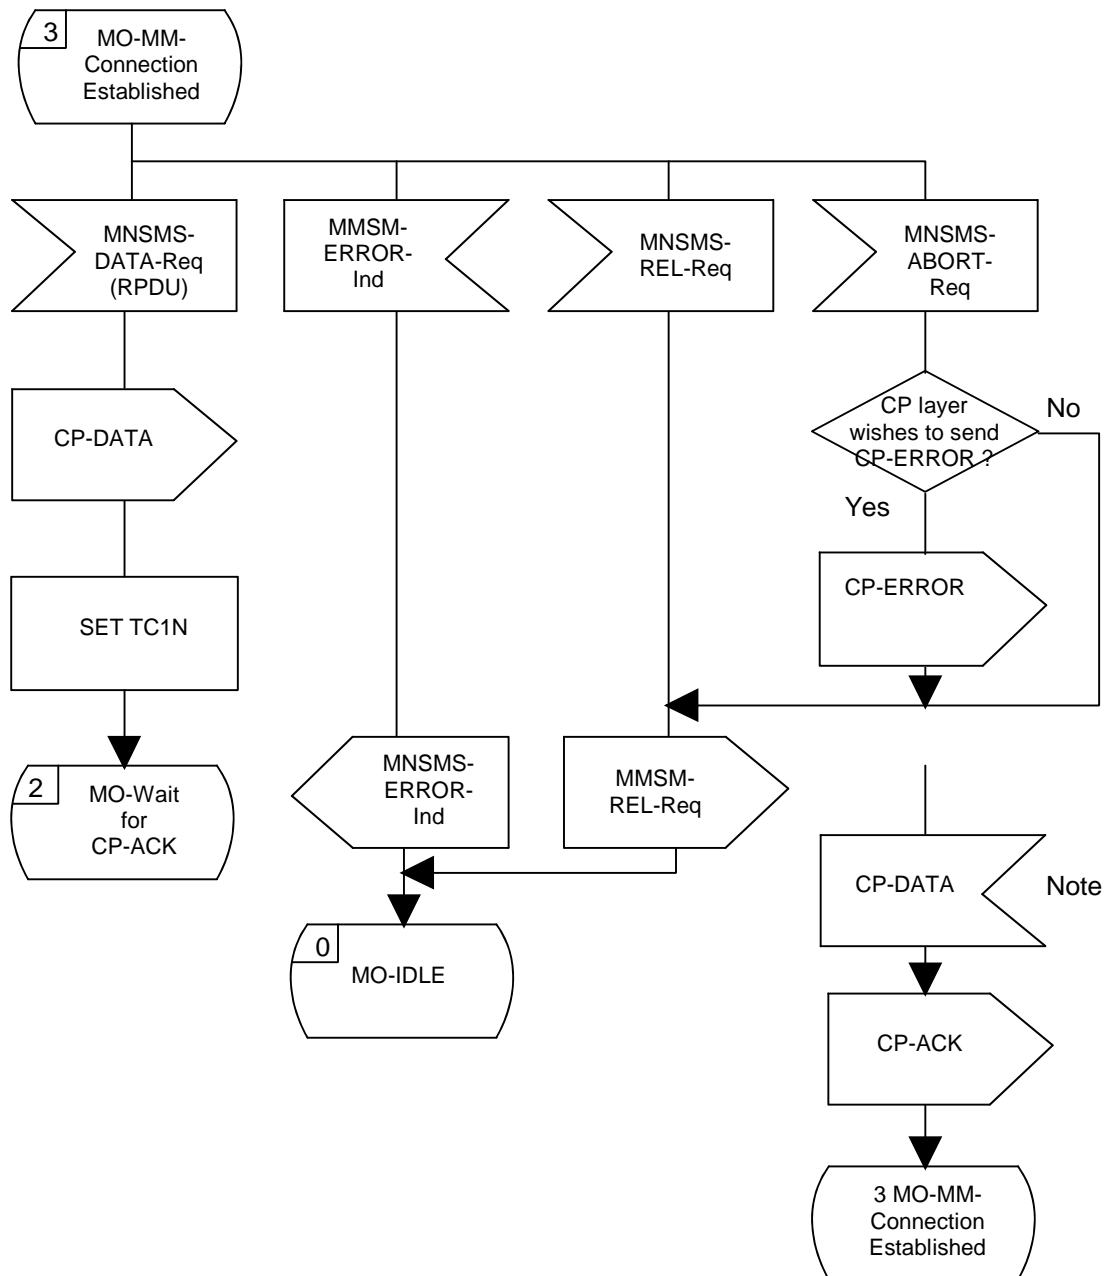 3
MO-MM-
Connection
Established
MNSMS-
DATA-Req
(RPDU)
MMSM-
ERROR-
Ind
MNSMS-
REL-Req
MNSMS-
ABORT-
Req
CP-DATA
CP layer
wishes to send
CP-ERROR ?
No
Yes
SET TC1N
CP-ERROR
2
MO-Wait
for
CP-ACK
MNSMS-
ERROR-
Ind
MMSM-
REL-Req
CP-DATA
Note
0
MO-IDLE
CP-ACK
3 MO-MM-
Connection
Established